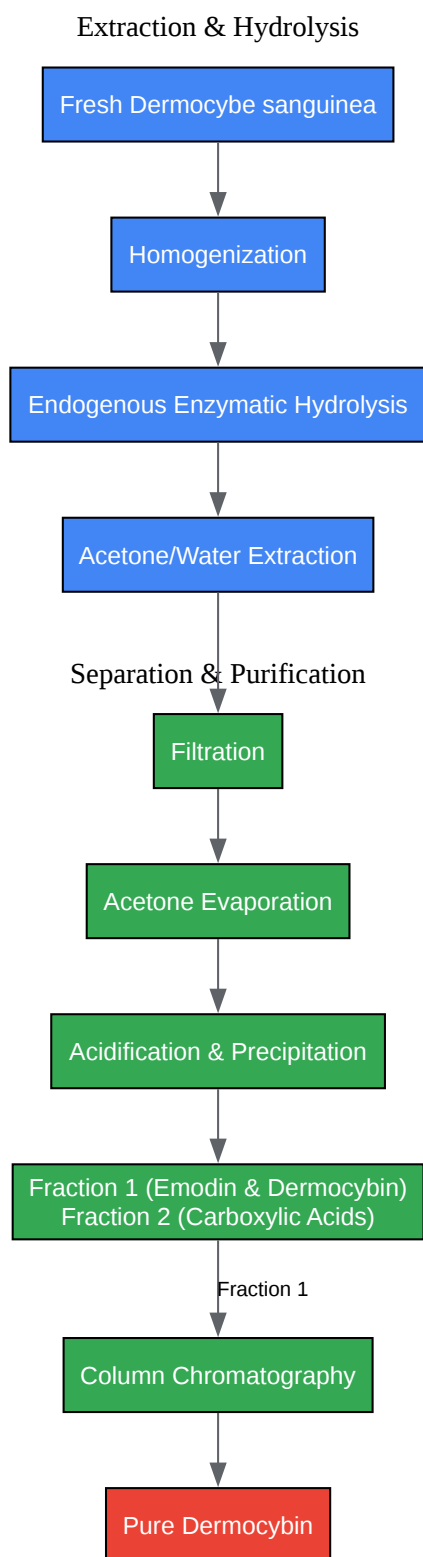 Extraction & Hydrolysis
Fresh Dermocybe sanguinea
Homogenization
Endogenous Enzymatic Hydrolysis
Acetone/Water Extraction
Separation & Purification
Filtration
Acetone Evaporation
Acidification & Precipitation
Fraction 1 (Emodin & Dermocybin)
Fraction 2 (Carboxylic Acids)
Fraction 1
Column Chromatography
Pure Dermocybin